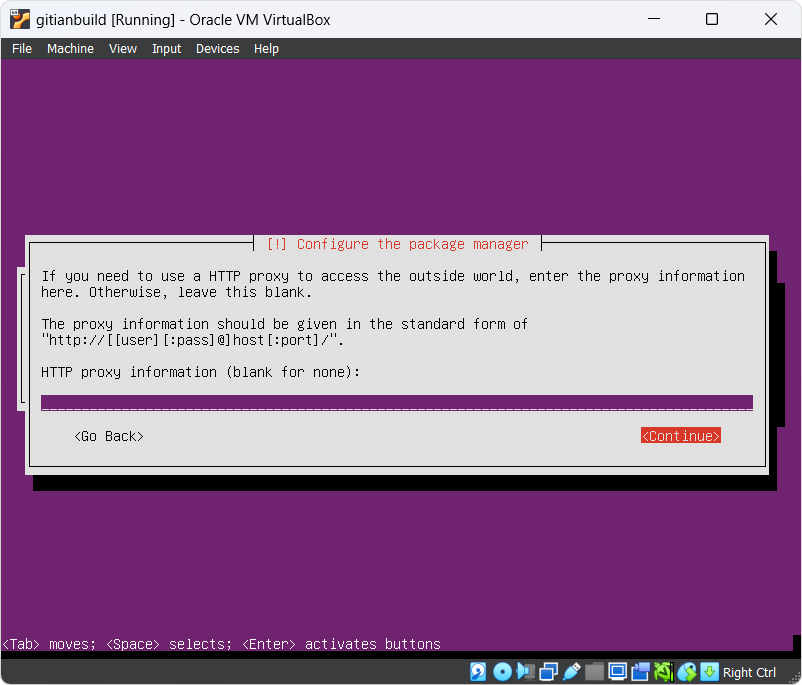 gitianbuild [Running] - Oracle VM VirtualBox
File Machine View Input Devices Help
[!] Configure the package manager
If you need to use a HTTP proxy to access the outside world, enter the proxy information
here. Otherwise, leave this blank.
The proxy information should be given in the standard form of
"http://[[user][:pass]@]host[:port]/".
HTTP proxy information (blank for none):
<Go Back> <Continue>
<Tab> moves; <Space> selects; <Enter> activates buttons
Right Ctrl